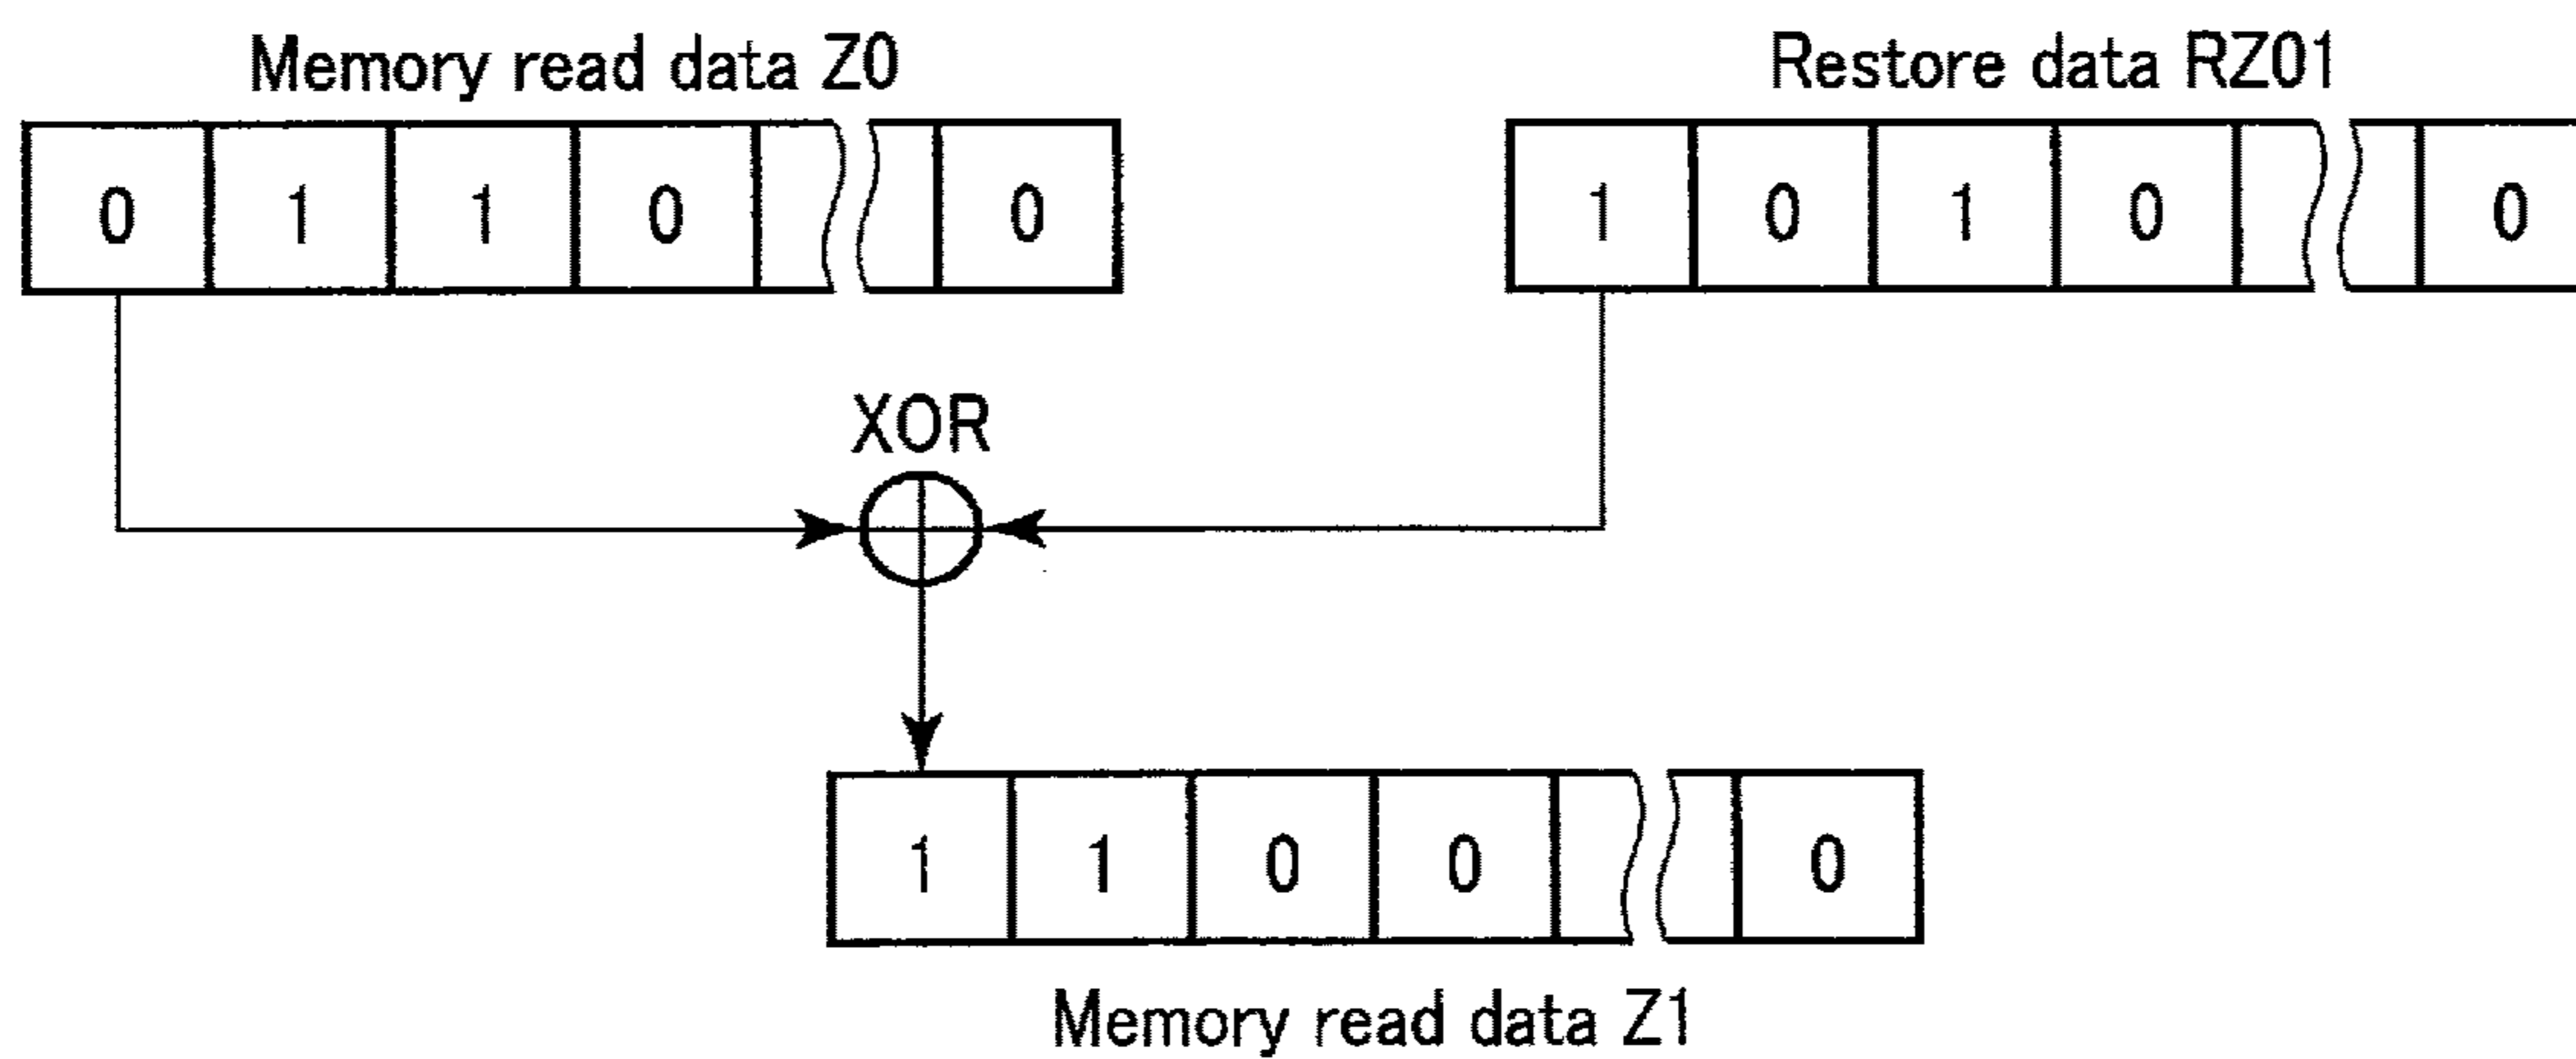 Memory read data Z0
Restore data RZ01
0 1 1 0 0
1 0 1 0 0
XOR
1 1 0 0 0
Memory read data Z1